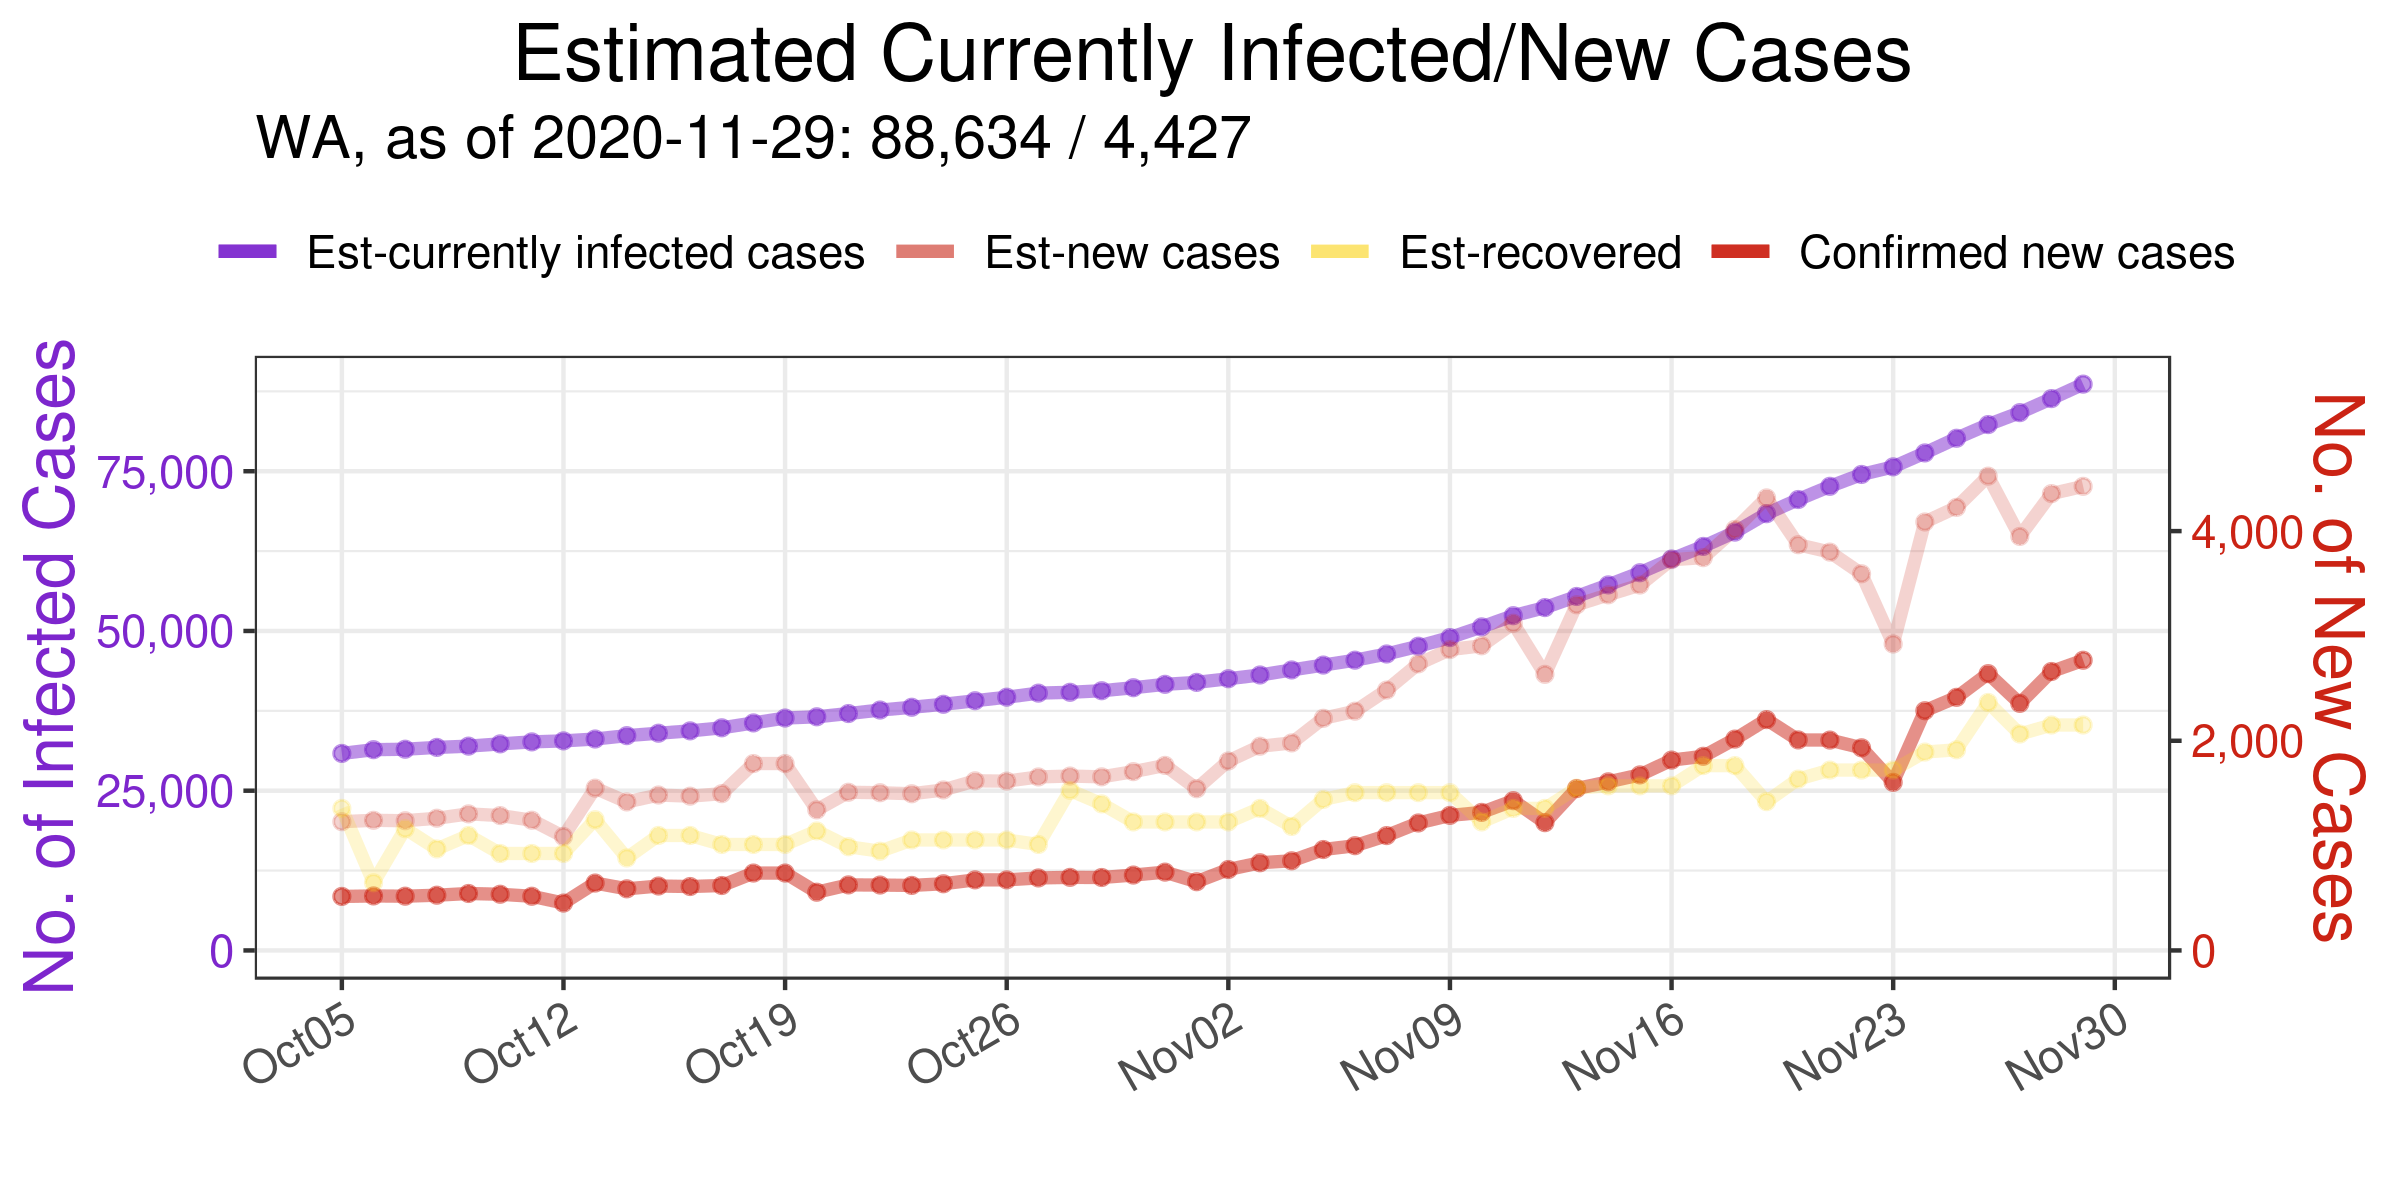 Estimated Currently Infected/New Cases
WA, as of 2020-11-29: 88,634 / 4,427
Est-currently infected cases Est-new cases Est-recovered Confirmed new cases
No. of Infected Cases
75,000
50,000
25,000
0
4,000
2,000
0
No. of New Cases
Oct05 Oct12 Oct19 Oct26 Nov02 Nov09 Nov16 Nov23 Nov30